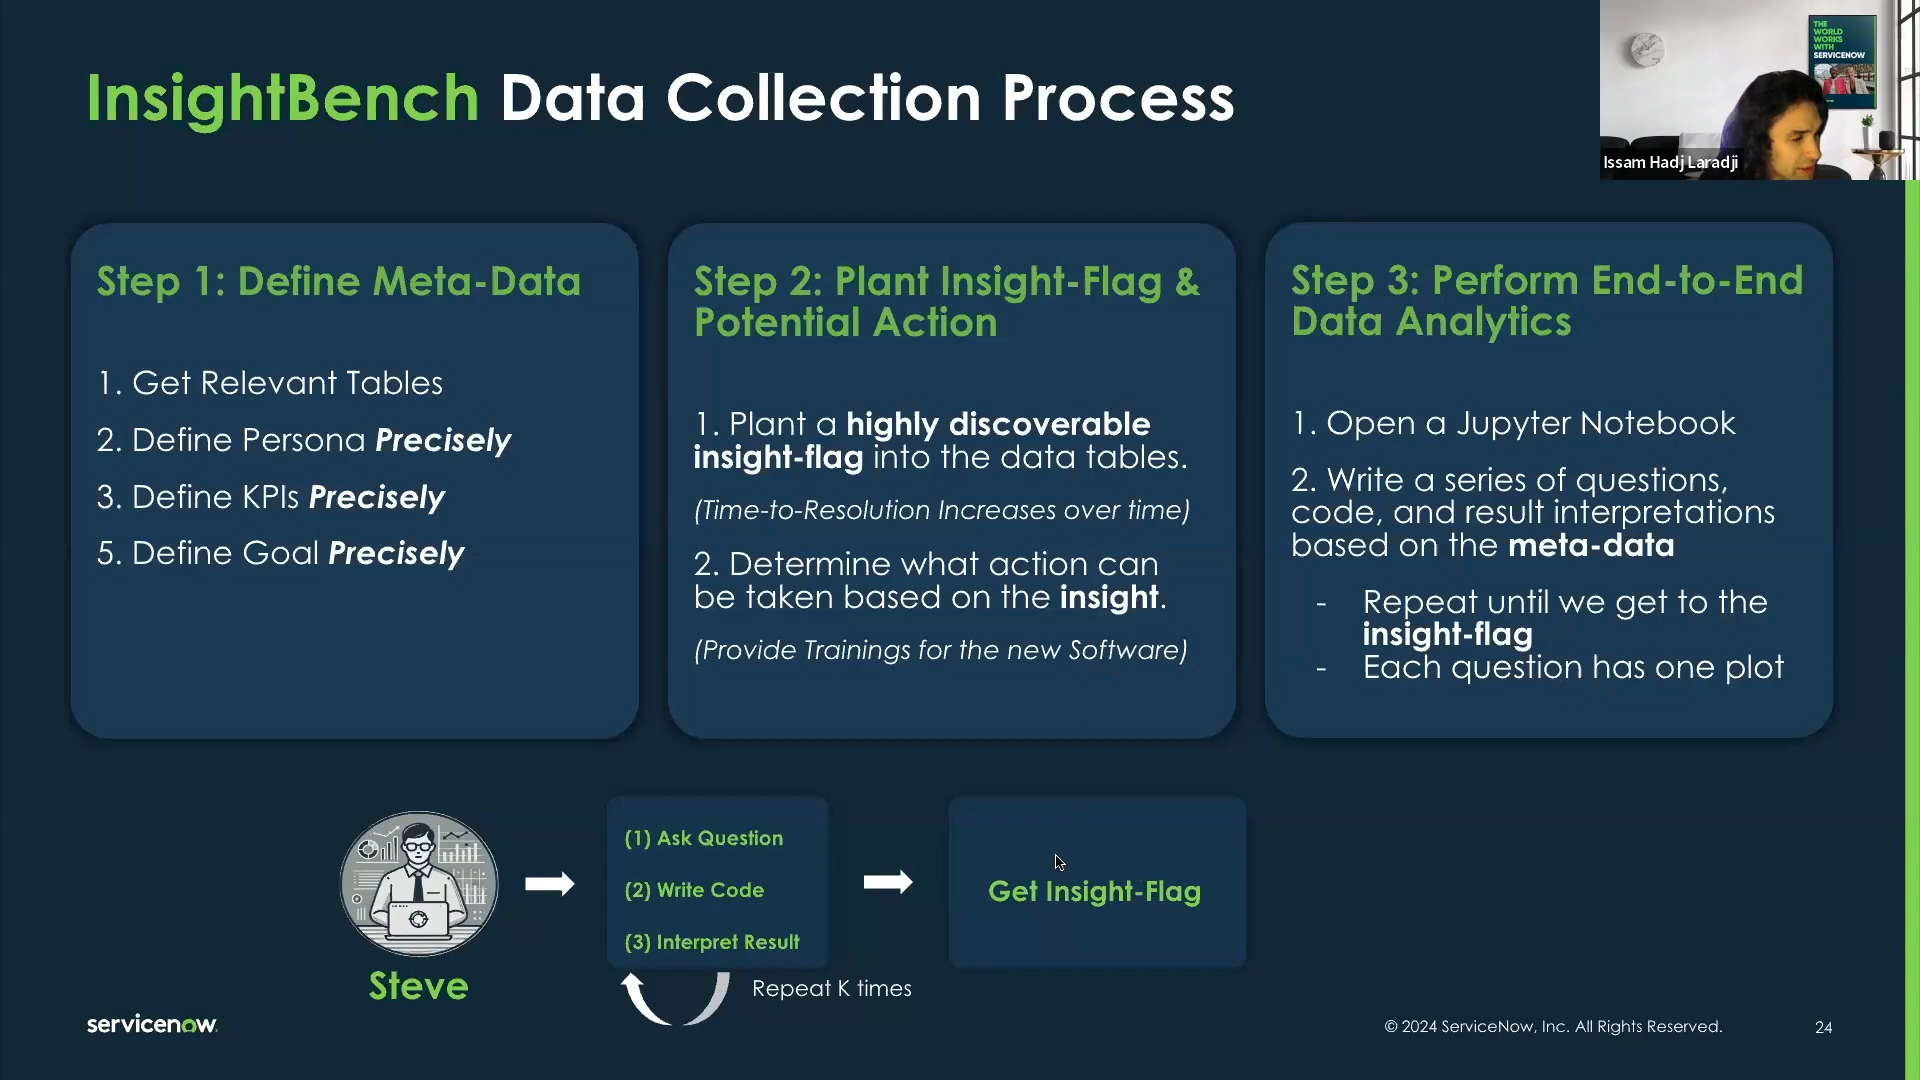 InsightBench Data Collection Process
THE
WORLD
WORKS
WITH
SERVICENOW
Issam Hadj Laradji
Step 1: Define Meta-Data
1. Get Relevant Tables
2. Define Persona Precisely
3. Define KPIs Precisely
5. Define Goal Precisely
Step 2: Plant Insight-Flag &
Potential Action
1. Plant a highly discoverable
insight-flag into the data tables.
(Time-to-Resolution Increases over time)
2. Determine what action can
be taken based on the insight.
(Provide Trainings for the new Software)
Step 3: Perform End-to-End
Data Analytics
1. Open a Jupyter Notebook
2. Write a series of questions,
code, and result interpretations
based on the meta-data
- Repeat until we get to the
insight-flag
- Each question has one plot
(1) Ask Question
(2) Write Code
(3) Interpret Result
Get Insight-Flag
Steve
Repeat K times
servicenow.
© 2024 ServiceNow, Inc. All Rights Reserved.
24